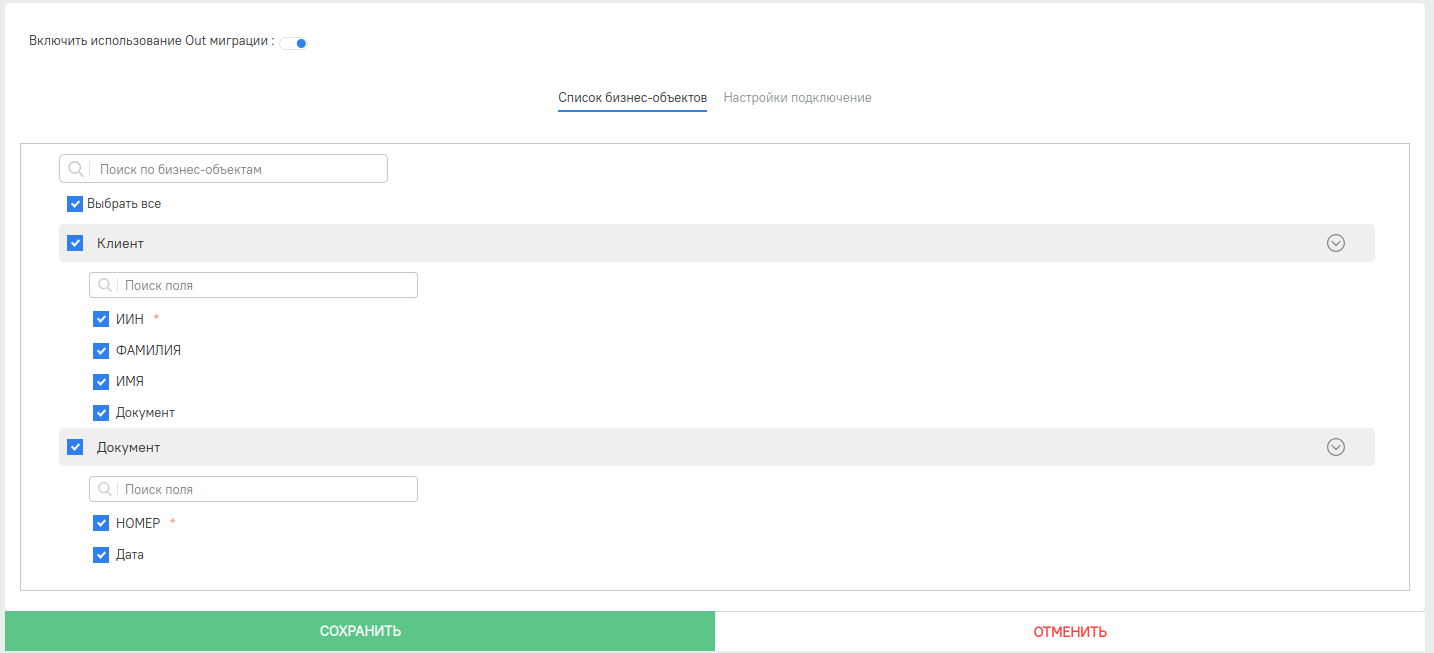 Включить использование Out миграции :
Список бизнес-объектов Настройки подключение
Поиск по бизнес-объектам
Выбрать все
Клиент
Поиск поля
ИИН *
ФАМИЛИЯ
ИМЯ
Документ
Документ
Поиск поля
НОМЕР *
Дата
СОХРАНИТЬ ОТМЕНИТЬ